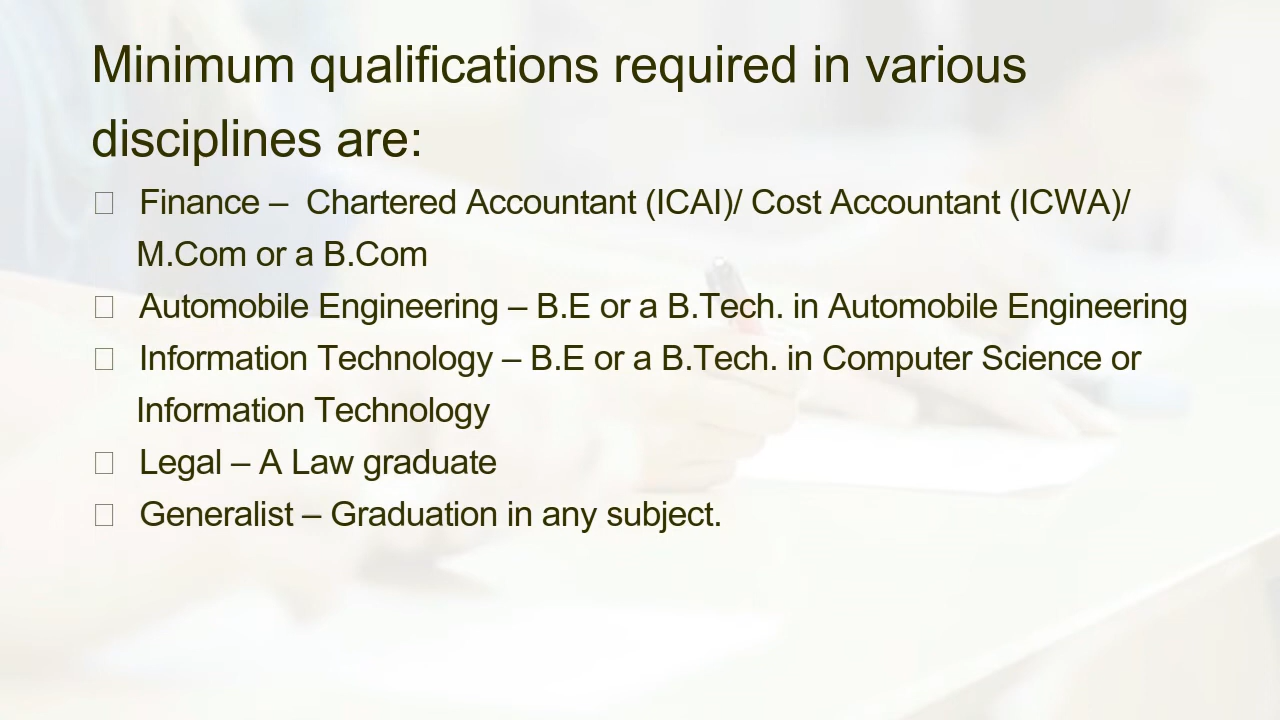 Minimum qualifications required in various
disciplines are:
Finance –  Chartered Accountant (ICAI)/ Cost Accountant (ICWA)/
M.Com or a B.Com
Automobile Engineering – B.E or a B.Tech. in Automobile Engineering
Information Technology – B.E or a B.Tech. in Computer Science or
Information Technology
Legal – A Law graduate
Generalist – Graduation in any subject.